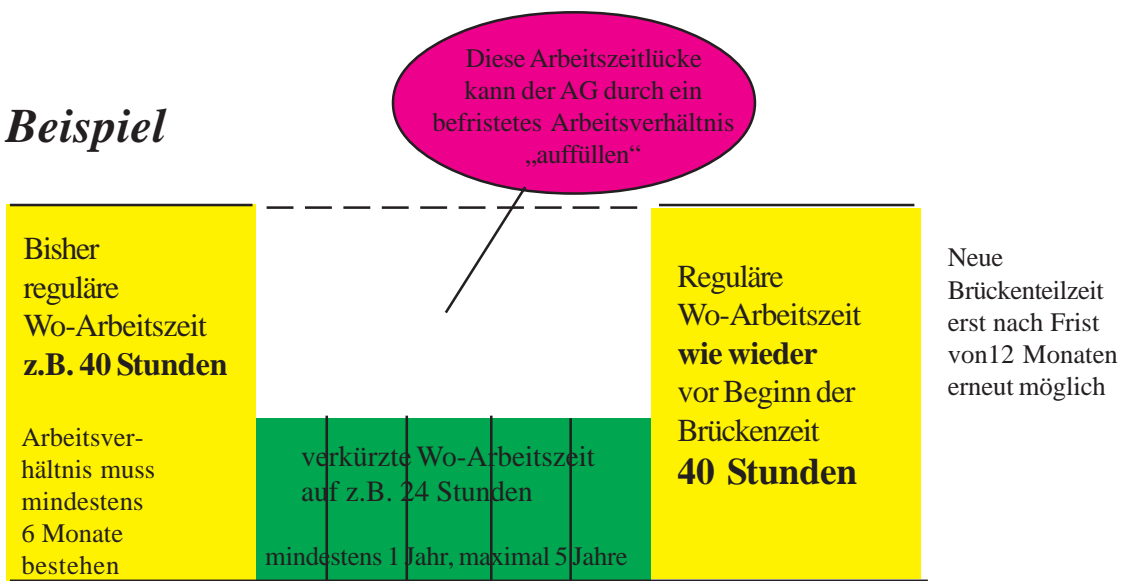 Beispiel
Diese Arbeitszeitlücke
kann der AG durch ein
befristetes Arbeitsverhältnis
„auffüllen“
Bisher
reguläre
Wo-Arbeitszeit
z.B. 40 Stunden
Arbeitsver-
hältnis muss
mindestens
6 Monate
bestehen
verkürzte Wo-Arbeitszeit
auf z.B. 24 Stunden
mindestens 1 Jahr, maximal 5 Jahre
Reguläre
Wo-Arbeitszeit
wie wieder
vor Beginn der
Brückenzeit
40 Stunden
Neue
Brückenteilzeit
erst nach Frist
von12 Monaten
erneut möglich